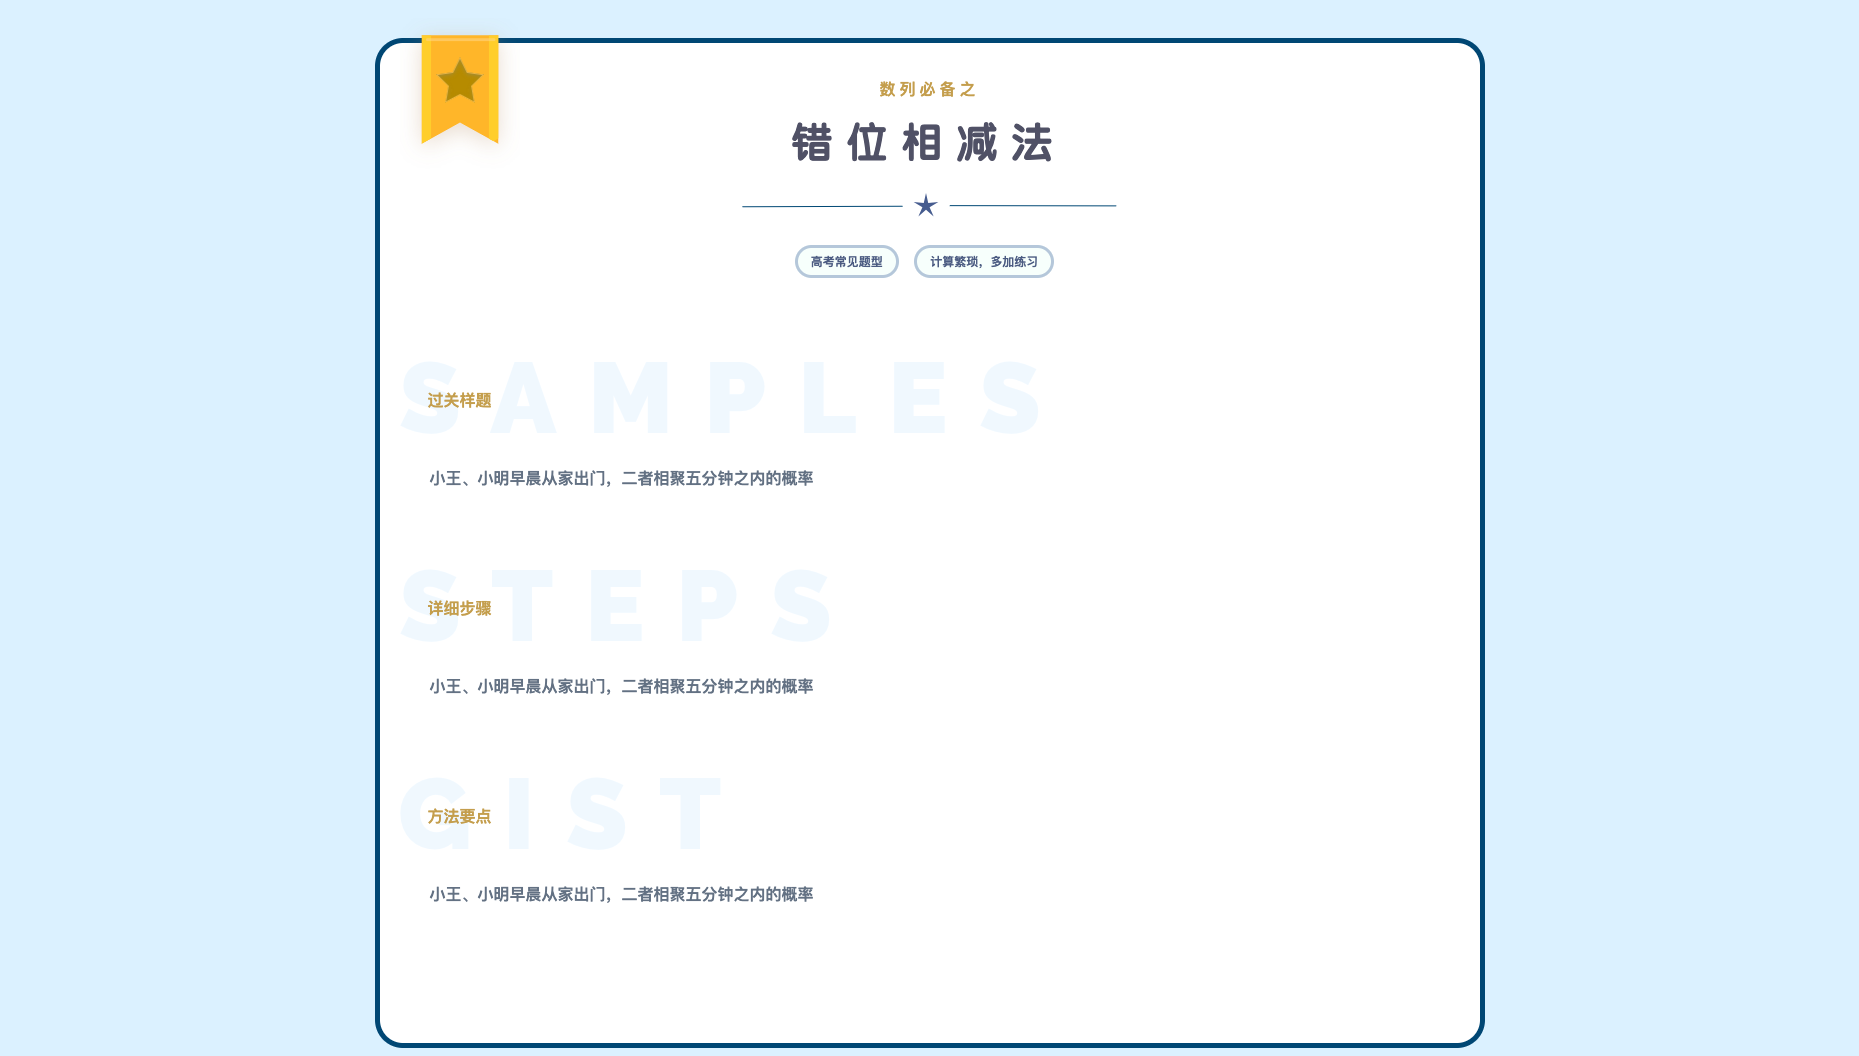 数列必备之
错位相减法
高考常见题型 计算繁琐，多加练习
SAMPLES
过关样题
小王、小明早晨从家出门，二者相聚五分钟之内的概率
STEPS
详细步骤
小王、小明早晨从家出门，二者相聚五分钟之内的概率
GIST
方法要点
小王、小明早晨从家出门，二者相聚五分钟之内的概率